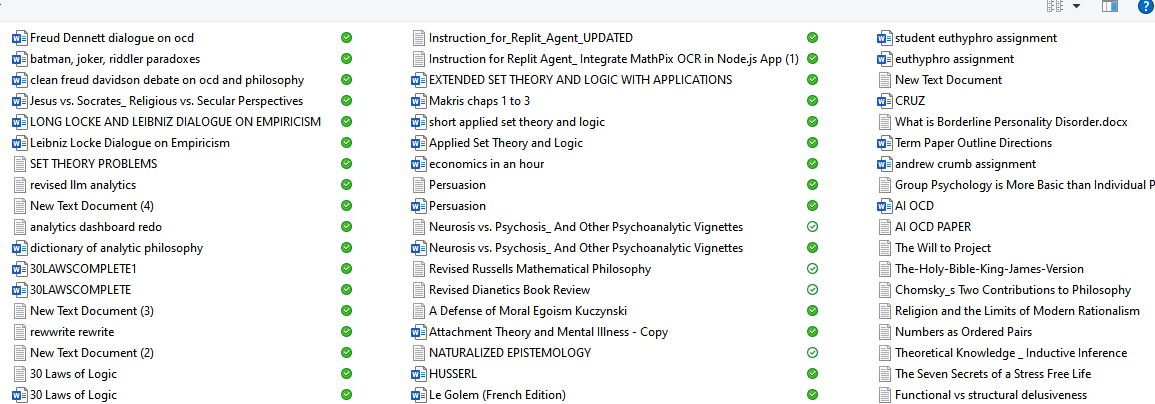 Freud Dennett dialogue on ocd
batman, joker, riddler paradoxes
clean freud davidson debate on ocd and philosophy
Jesus vs. Socrates_ Religious vs. Secular Perspectives
LONG LOCKE AND LEIBNIZ DIALOGUE ON EMPIRICISM
Leibniz Locke Dialogue on Empiricism
SET THEORY PROBLEMS
revised llm analytics
New Text Document (4)
analytics dashboard redo
dictionary of analytic philosophy
30LAWSCOMPLETE1
30LAWSCOMPLETE
New Text Document (3)
rewwrite rewrite
New Text Document (2)
30 Laws of Logic
30 Laws of Logic
Instruction_for_Replit_Agent_UPDATED
Instruction for Replit Agent_ Integrate MathPix OCR in Node.js App (1)
EXTENDED SET THEORY AND LOGIC WITH APPLICATIONS
Makris chaps 1 to 3
short applied set theory and logic
Applied Set Theory and Logic
economics in an hour
Persuasion
Persuasion
Neurosis vs. Psychosis_ And Other Psychoanalytic Vignettes
Neurosis vs. Psychosis_ And Other Psychoanalytic Vignettes
Revised Russells Mathematical Philosophy
Revised Dianetics Book Review
A Defense of Moral Egoism Kuczynski
Attachment Theory and Mental Illness - Copy
NATURALIZED EPISTEMOLOGY
HUSSERL
Le Golem (French Edition)
student euthyphro assignment
euthyphro assignment
New Text Document
CRUZ
What is Borderline Personality Disorder.docx
Term Paper Outline Directions
andrew crumb assignment
Group Psychology is More Basic than Individual P
AI OCD
AI OCD PAPER
The Will to Project
The-Holy-Bible-King-James-Version
Chomsky_s Two Contributions to Philosophy
Religion and the Limits of Modern Rationalism
Numbers as Ordered Pairs
Theoretical Knowledge _ Inductive Inference
The Seven Secrets of a Stress Free Life
Functional vs structural delusiveness